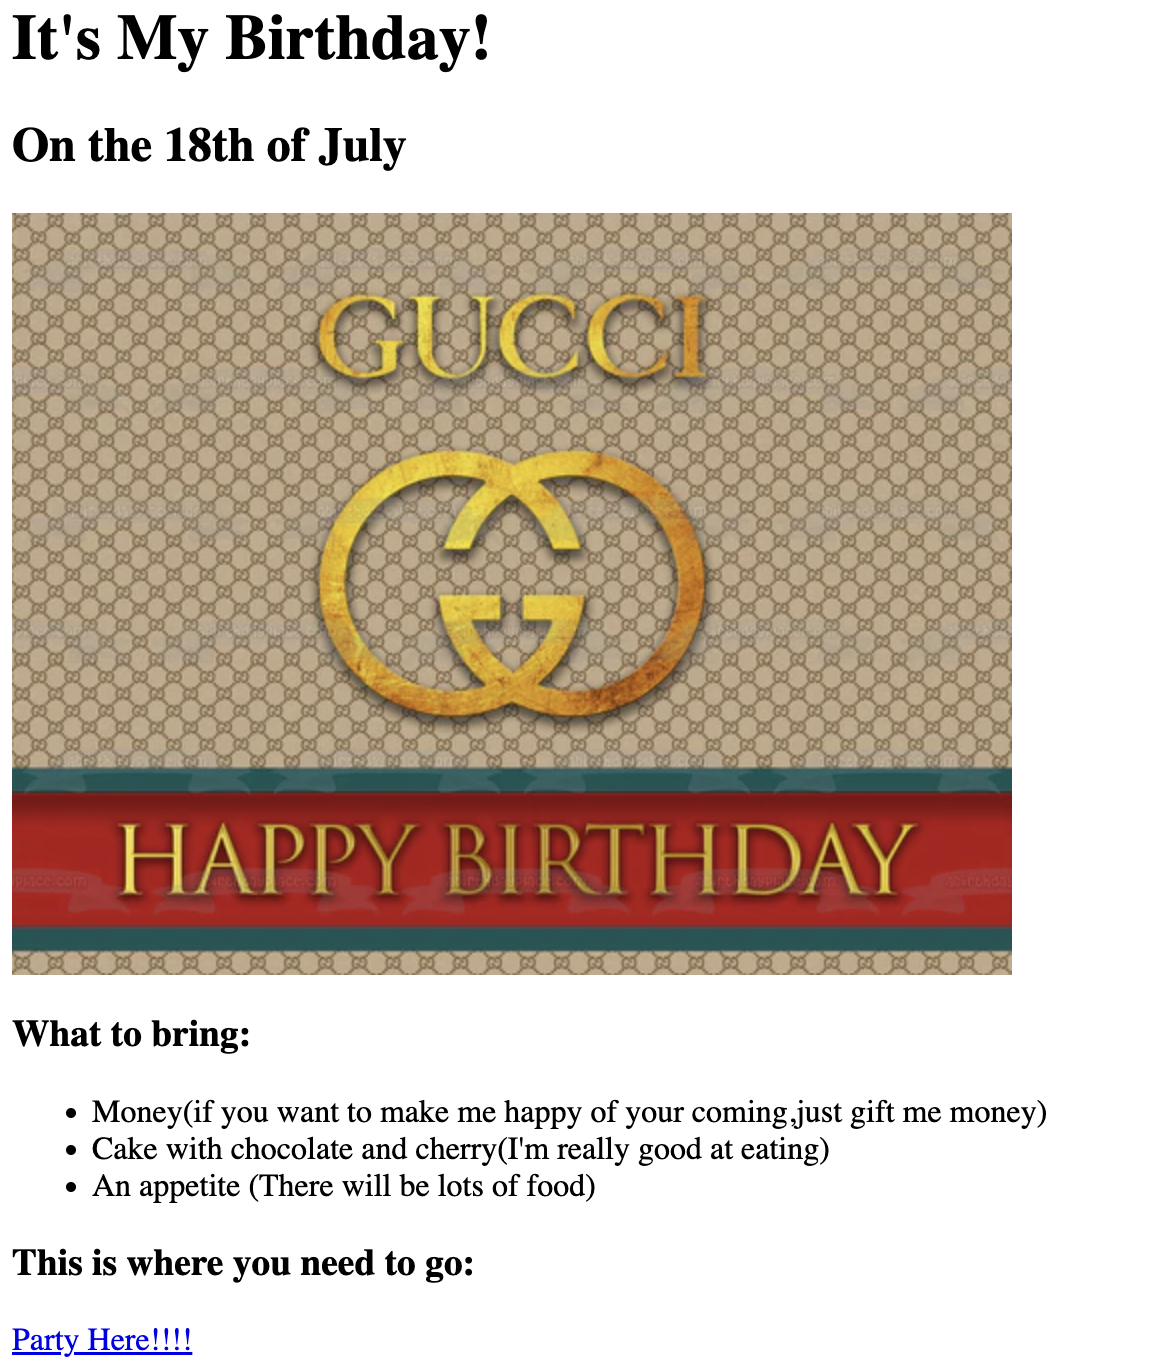 It's My Birthday!
On the 18th of July
GUCCI
HAPPY BIRTHDAY
What to bring:
Money(if you want to make me happy of your coming,just gift me money)
Cake with chocolate and cherry(I'm really good at eating)
An appetite (There will be lots of food)
This is where you need to go:
Party Here!!!!